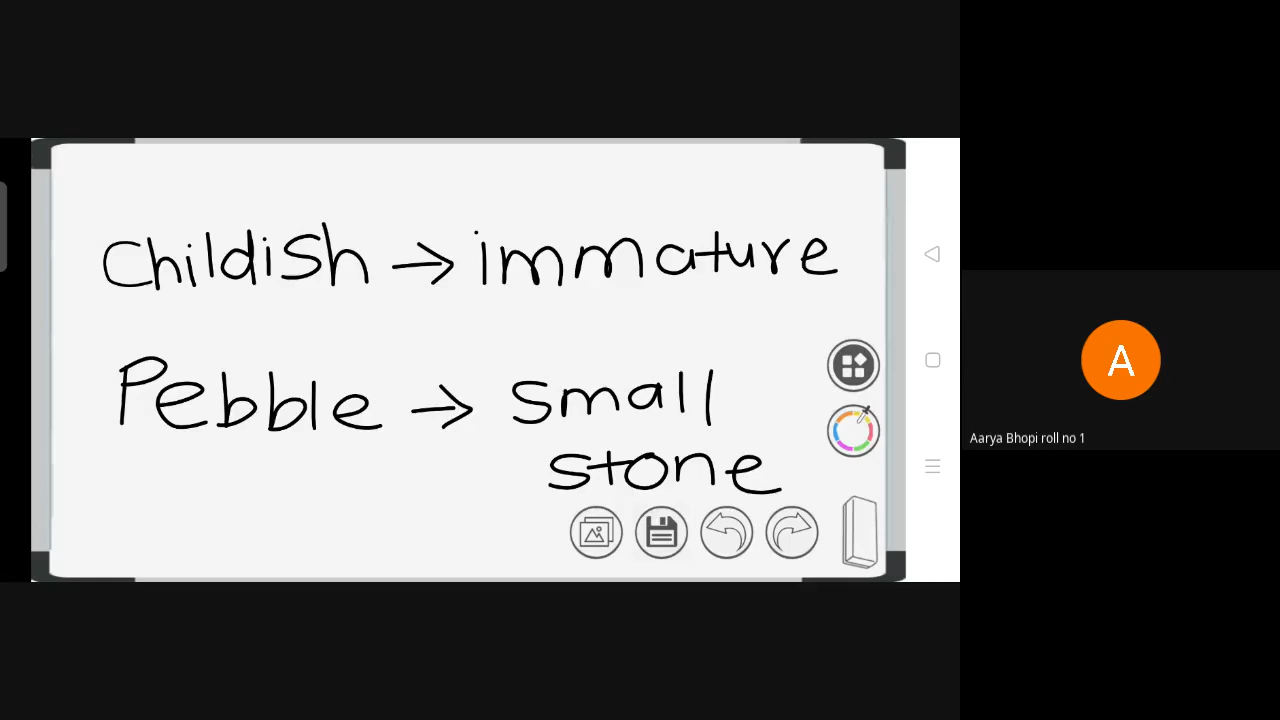 Childish → immature
Pebble → small
stone
A
Aarya Bhopi roll no 1